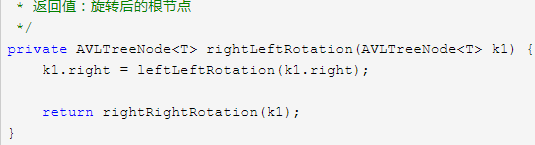 * 返回值：旋转后的根节点
*/
private AVLTreeNode<T> rightLeftRotation(AVLTreeNode<T> k1) {
k1.right = leftLeftRotation(k1.right);
return rightRightRotation(k1);
}